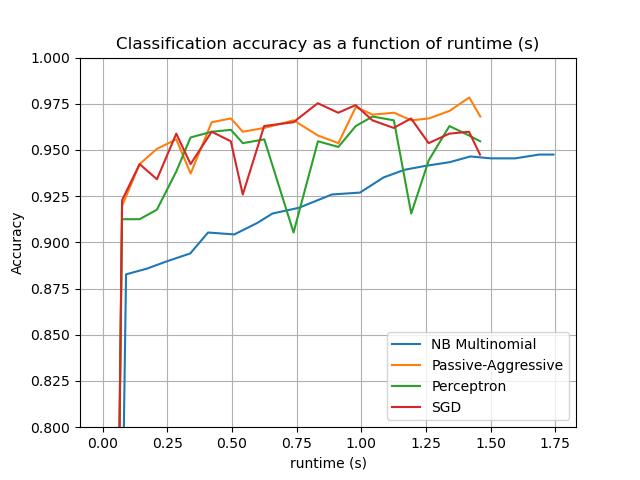 Classification accuracy as a function of runtime (s)
1.000
0.975
0.950
0.925
0.900
0.875
0.850
0.825
0.800
Accuracy
NB Multinomial
Passive-Aggressive
Perceptron
SGD
0.00 0.25 0.50 0.75 1.00 1.25 1.50 1.75
runtime (s)